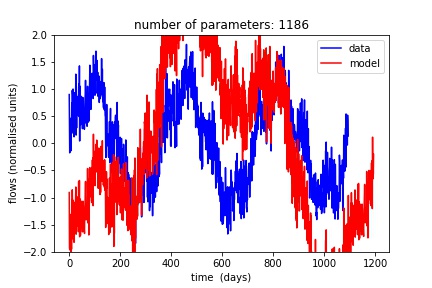 number of parameters: 1186
2.0
1.5
1.0
0.5
0.0
−0.5
−1.0
−1.5
−2.0
flows (normalised units)
data
model
0 200 400 600 800 1000 1200
time (days)